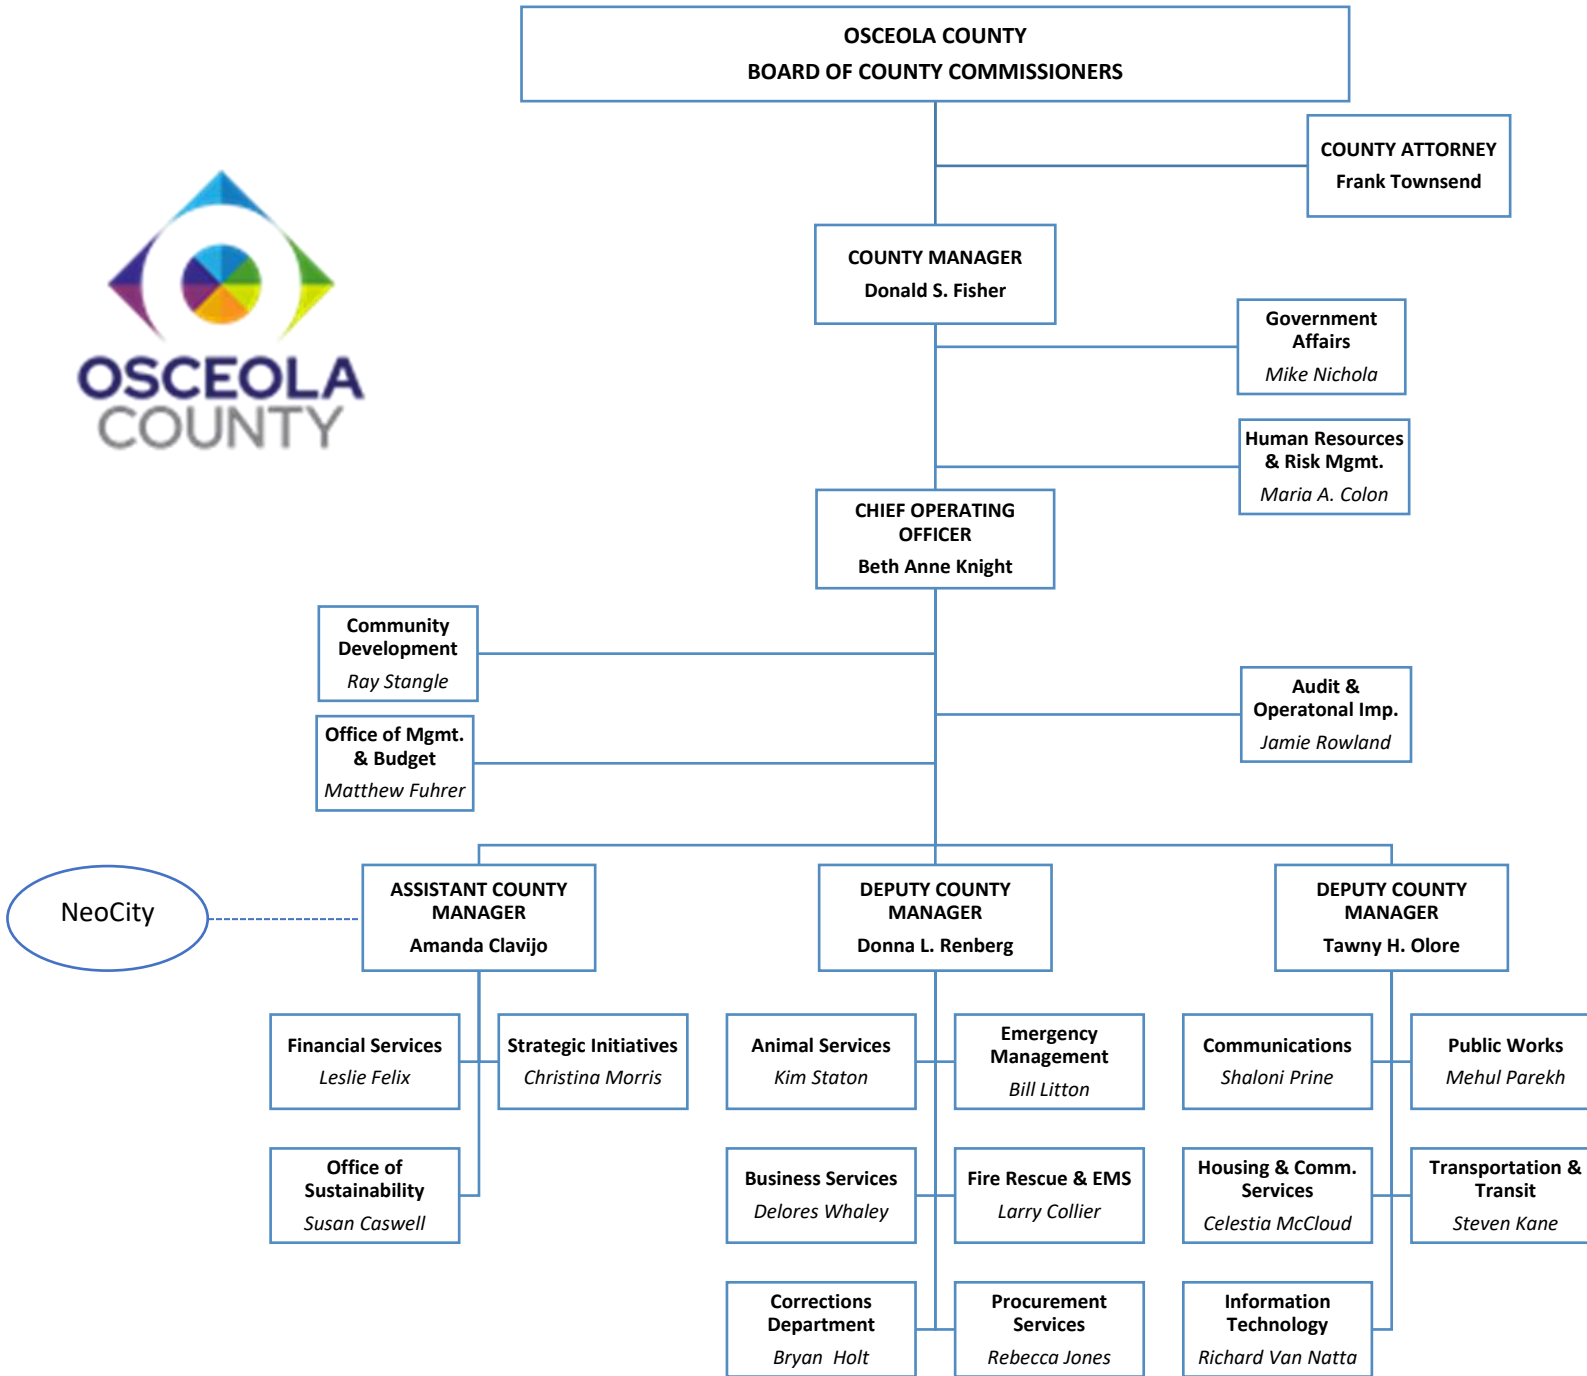 OSCEOLA COUNTY
BOARD OF COUNTY COMMISSIONERS
COUNTY ATTORNEY
Frank Townsend
OSCEOLA
COUNTY
COUNTY MANAGER
Donald S. Fisher
Government
Affairs
Mike Nichola
Human Resources
& Risk Mgmt.
Maria A. Colon
CHIEF OPERATING
OFFICER
Beth Anne Knight
Community
Development
Ray Stangle
Audit &
Operatonal Imp.
Jamie Rowland
Office of Mgmt.
& Budget
Matthew Fuhrer
NeoCity
ASSISTANT COUNTY
MANAGER
Amanda Clavijo
DEPUTY COUNTY
MANAGER
Donna L. Renberg
DEPUTY COUNTY
MANAGER
Tawny H. Olore
Financial Services
Leslie Felix
Strategic Initiatives
Christina Morris
Animal Services
Kim Staton
Emergency
Management
Bill Litton
Communications
Shaloni Prine
Public Works
Mehul Parekh
Office of
Sustainability
Susan Caswell
Business Services
Delores Whaley
Fire Rescue & EMS
Larry Collier
Housing & Comm.
Services
Celestia McCloud
Transportation &
Transit
Steven Kane
Corrections
Department
Bryan Holt
Procurement
Services
Rebecca Jones
Information
Technology
Richard Van Natta